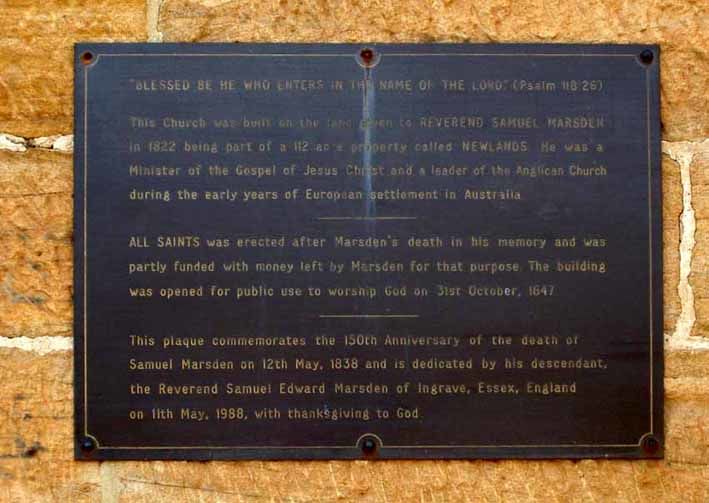 "BLESSED BE HE WHO ENTERS IN THE NAME OF THE LORD." (Psalm 118:26)
This Church was built on the land given to REVEREND SAMUEL MARSDEN
in 1822 being part of a 112 acre property called NEWLANDS. He was a
Minister of the Gospel of Jesus Christ and a leader of the Anglican Church
during the early years of European settlement in Australia.
ALL SAINTS was erected after Marsden's death in his memory and was
partly funded with money left by Marsden for that purpose. The building
was opened for public use to worship God on 31st October, 1847.
This plaque commemorates the 150th Anniversary of the death of
Samuel Marsden on 12th May, 1838 and is dedicated by his descendant,
the Reverend Samuel Edward Marsden of Ingrave, Essex, England
on 11th May, 1988, with thanksgiving to God.